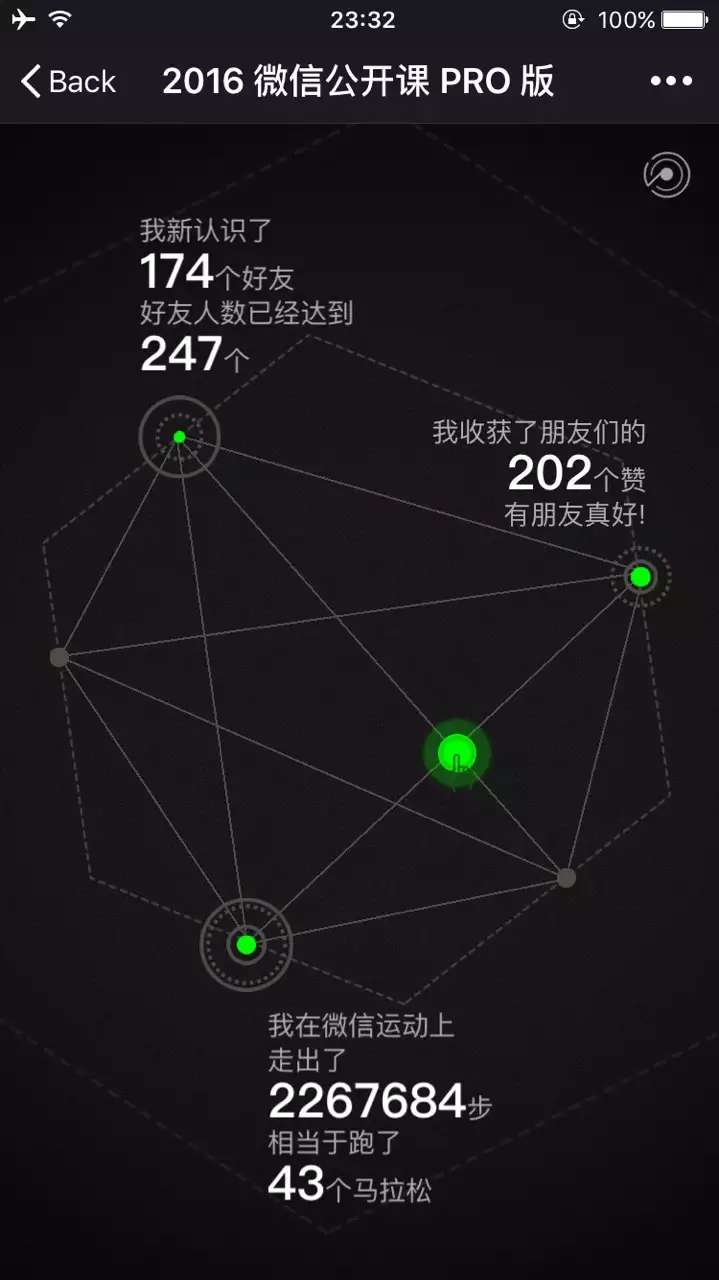 23:32
100%
Back
2016 微信公开课 PRO 版
我新认识了
174个好友
好友人数已经达到
247个
我收获了朋友们的
202个赞
有朋友真好!
我在微信运动上
走出了
2267684步
相当于跑了
43个马拉松